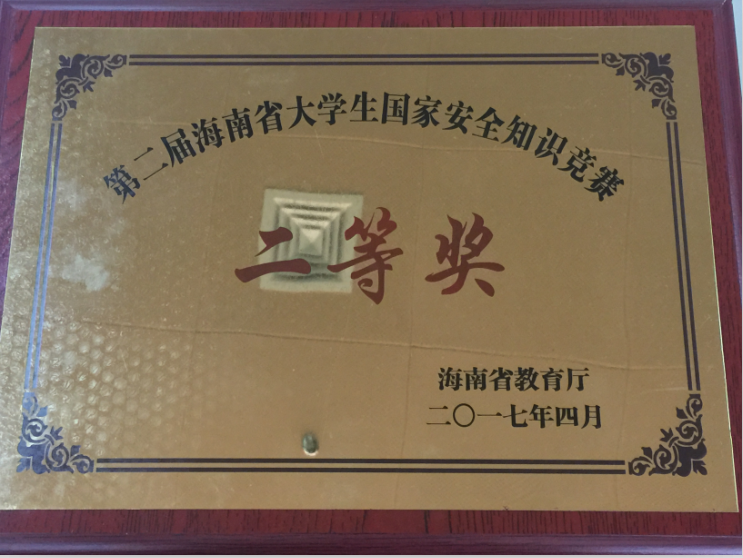 第二届海南省大学生国家安全知识竞赛
二等奖
海南省教育厅
二〇一七年四月